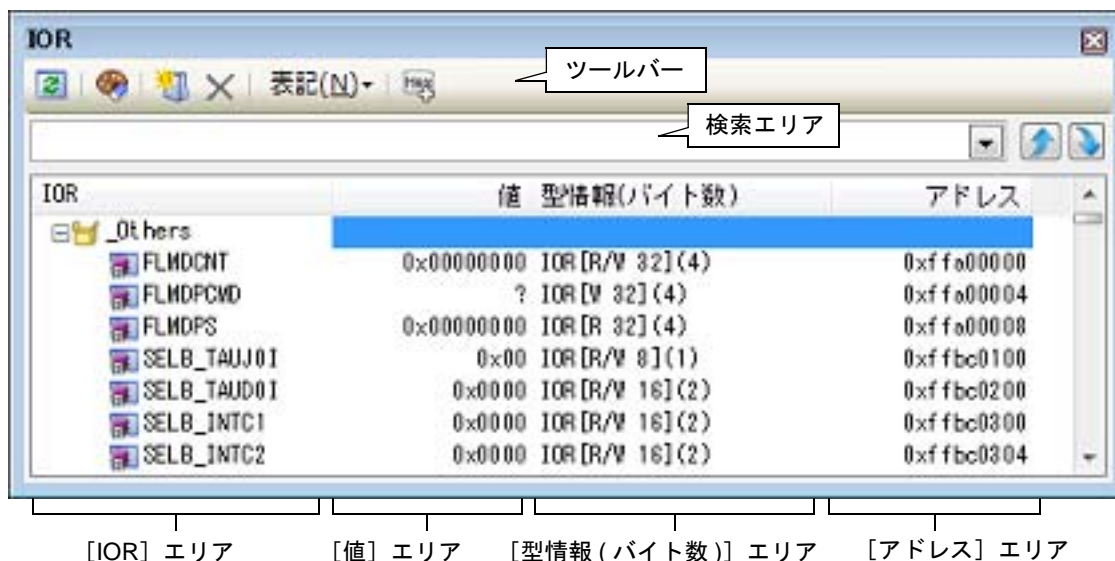 IOR
表記(N)
HEX
ツールバー
検索エリア
IOR 値 型情報(バイト数) アドレス
_Others
FLMDCNT 0x00000000 IOR[R/W 32](4) 0xffa00000
FLMDPCMD ? IOR[W 32](4) 0xffa00004
FLMDPS 0x00000000 IOR[R 32](4) 0xffa00008
SELB_TAUJ0I 0x00 IOR[R/W 8](1) 0xffbc0100
SELB_TAUD0I 0x0000 IOR[R/W 16](2) 0xffbc0200
SELB_INTC1 0x0000 IOR[R/W 16](2) 0xffbc0300
SELB_INTC2 0x0000 IOR[R/W 16](2) 0xffbc0304
[IOR] エリア [値] エリア [型情報 ( バイト数 )] エリア [アドレス] エリア